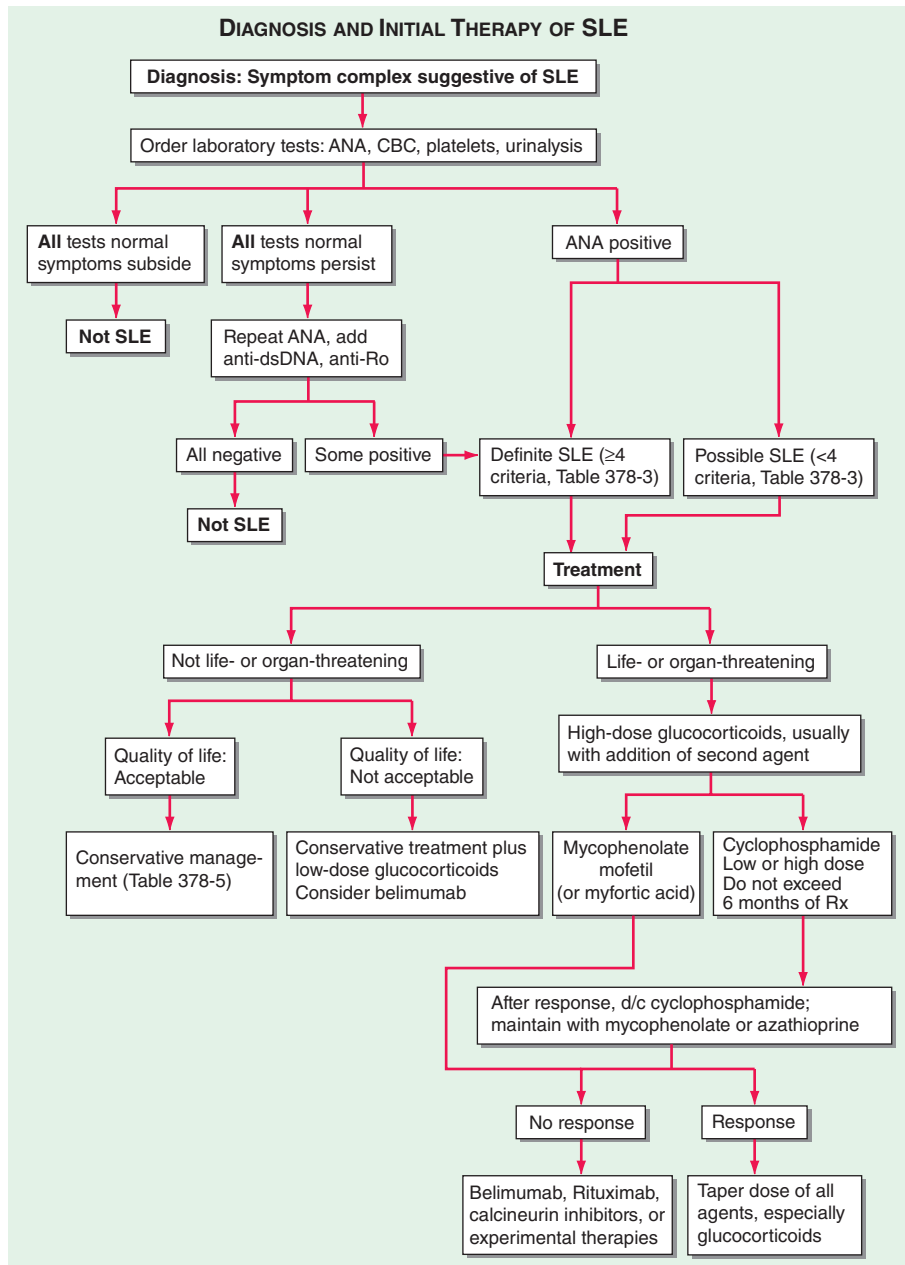 DIAGNOSIS AND INITIAL THERAPY OF SLE
Diagnosis: Symptom complex suggestive of SLE
Order laboratory tests: ANA, CBC, platelets, urinalysis
All tests normal
symptoms subside
All tests normal
symptoms persist
ANA positive
Not SLE
Repeat ANA, add
anti-dsDNA, anti-Ro
All negative
Some positive
Definite SLE (≥4
criteria, Table 378-3)
Possible SLE (<4
criteria, Table 378-3)
Not SLE
Treatment
Not life- or organ-threatening
Life- or organ-threatening
Quality of life:
Acceptable
Quality of life:
Not acceptable
High-dose glucocorticoids, usually
with addition of second agent
Conservative manage-
ment (Table 378-5)
Conservative treatment plus
low-dose glucocorticoids
Consider belimumab
Mycophenolate
mofetil
(or myfortic acid)
Cyclophosphamide
Low or high dose
Do not exceed
6 months of Rx
After response, d/c cyclophosphamide;
maintain with mycophenolate or azathioprine
No response
Response
Belimumab, Rituximab,
calcineurin inhibitors, or
experimental therapies
Taper dose of all
agents, especially
glucocorticoids